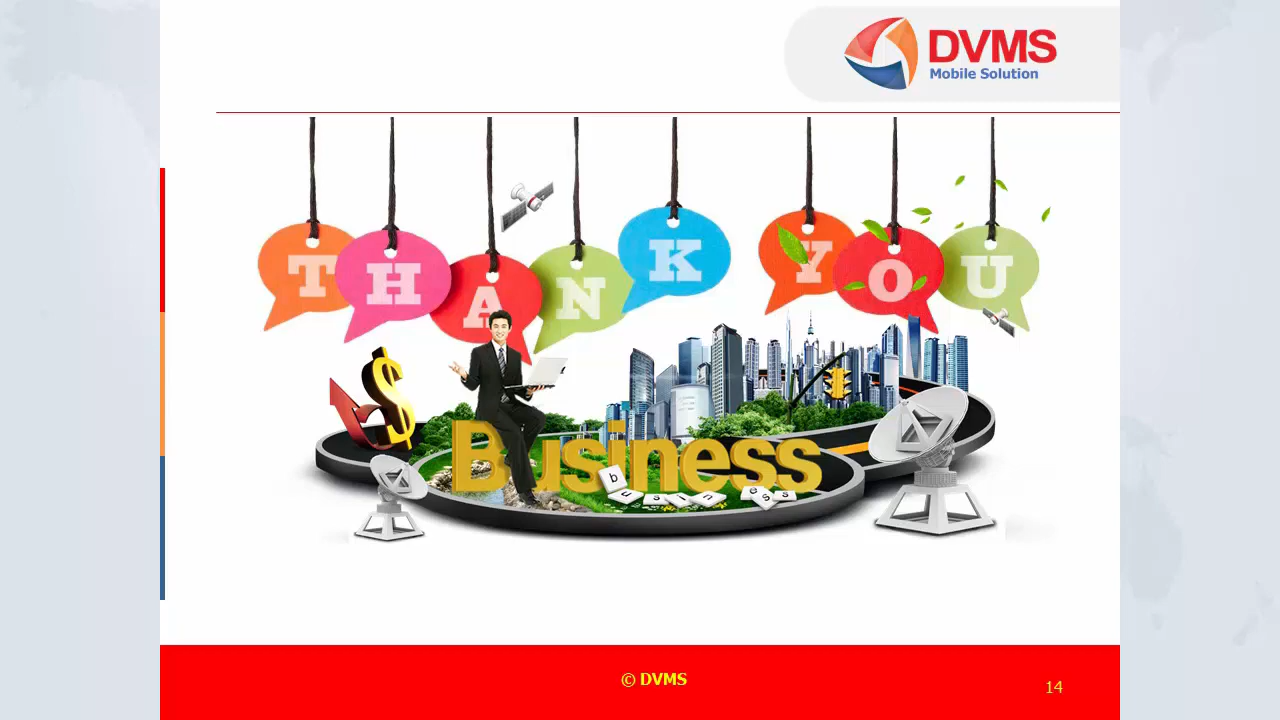 DVMS
Mobile Solution
THANK YOU
Business
business
© DVMS
14